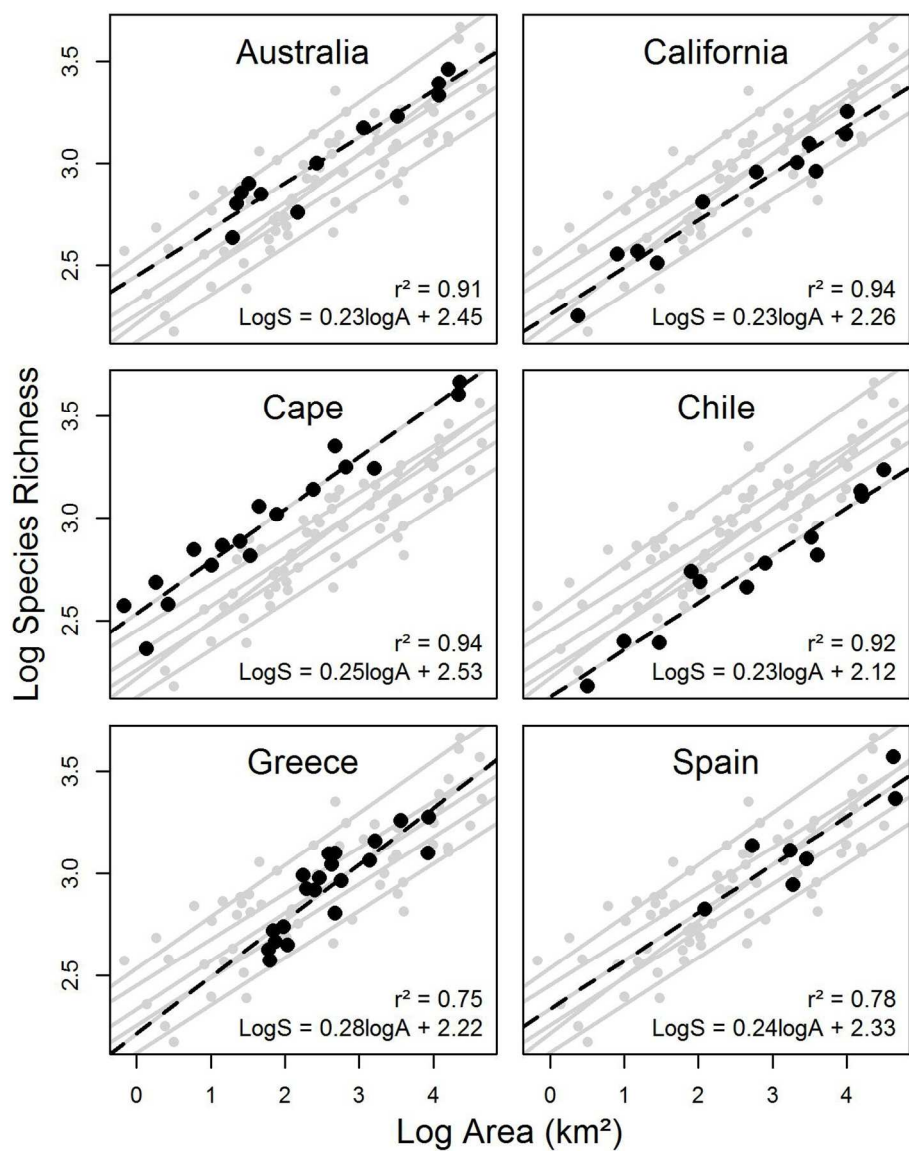 Australia
r² = 0.91
LogS = 0.23logA + 2.45
California
r² = 0.94
LogS = 0.23logA + 2.26
3.5
3.0
2.5
Cape
r² = 0.94
LogS = 0.25logA + 2.53
Chile
r² = 0.92
LogS = 0.23logA + 2.12
3.5
3.0
2.5
Log Species Richness
Greece
r² = 0.75
LogS = 0.28logA + 2.22
Spain
r² = 0.78
LogS = 0.24logA + 2.33
3.5
3.0
2.5
0 1 2 3 4
0 1 2 3 4
Log Area (km²)